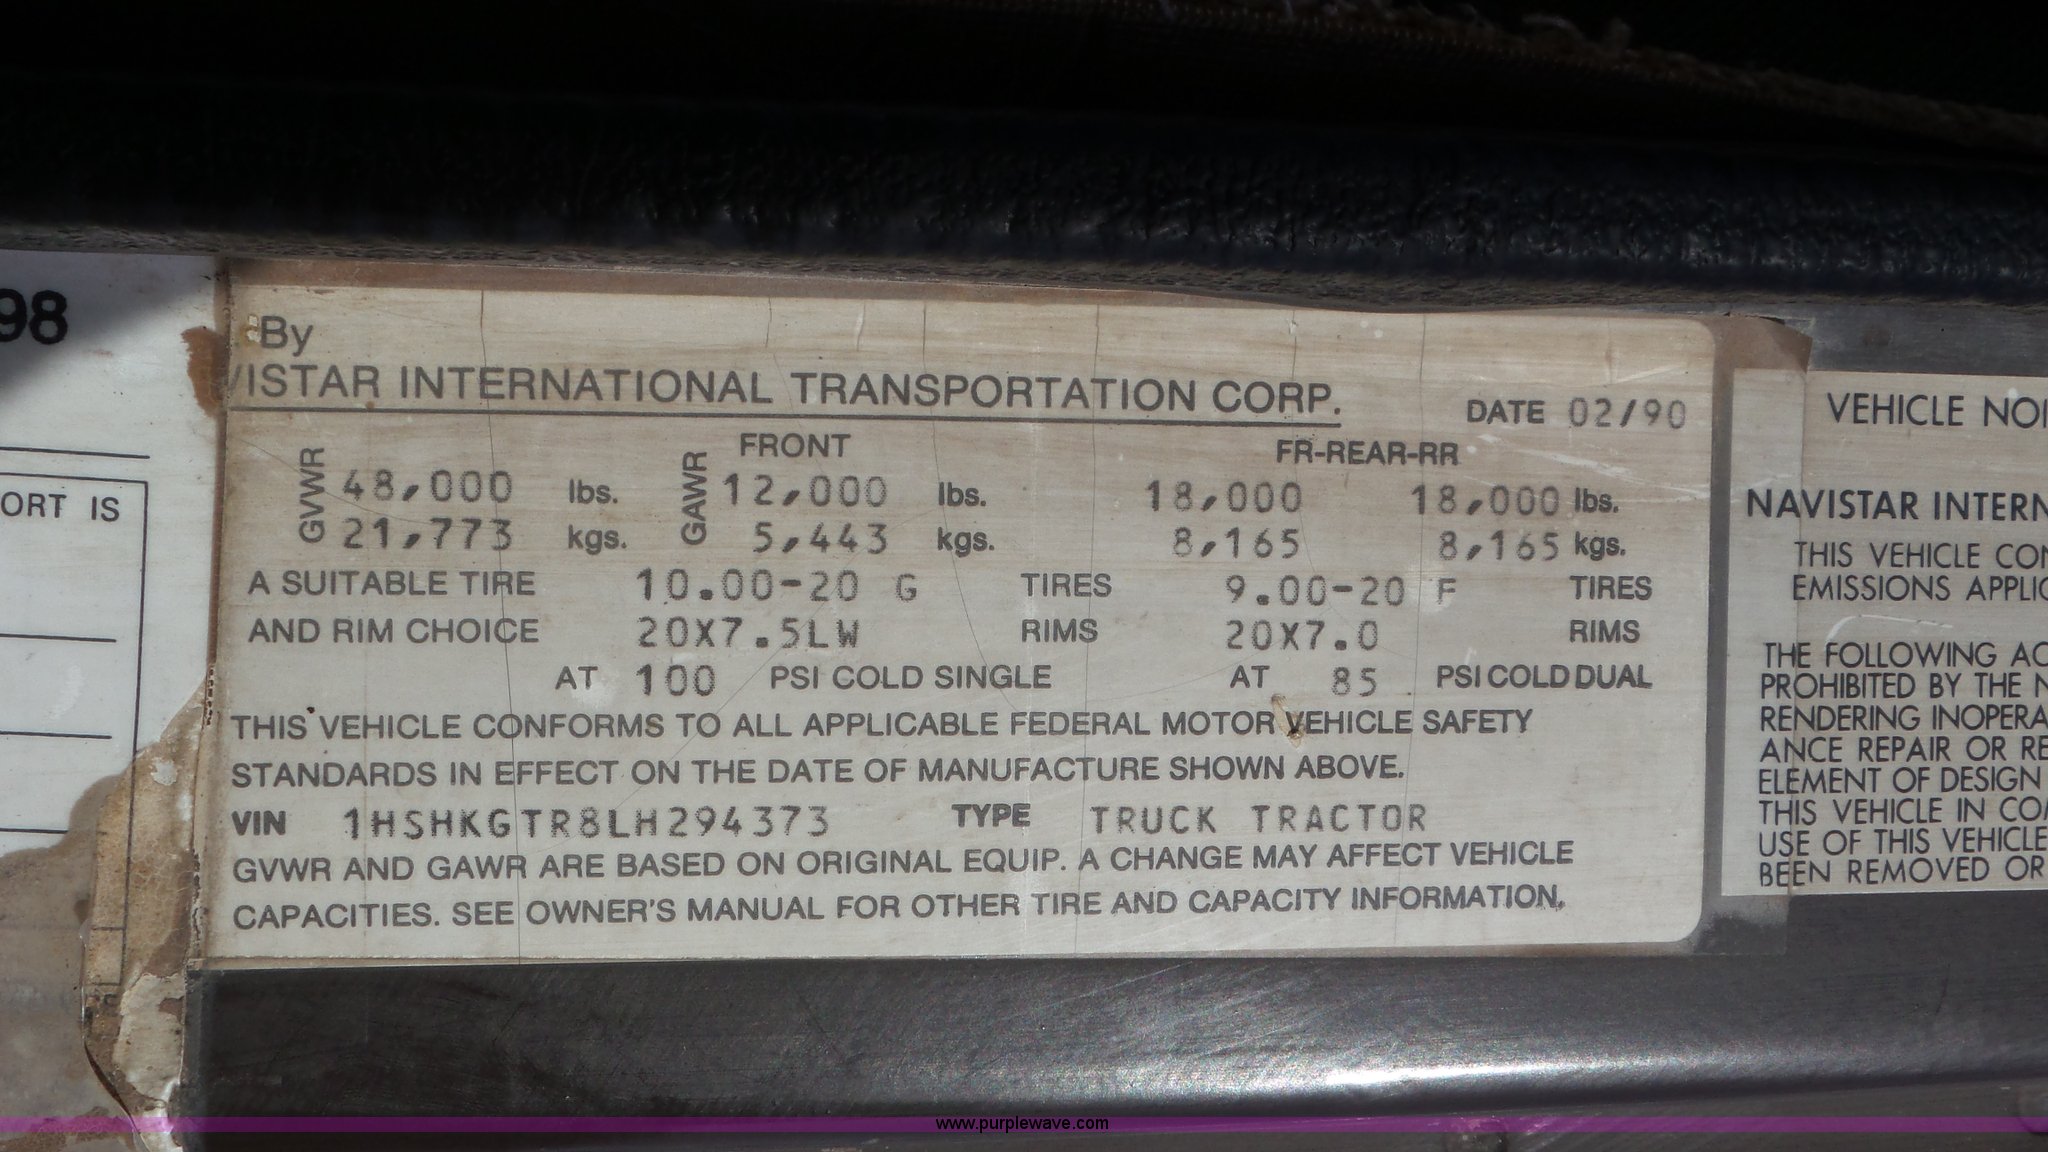 98
ORT IS
By
VISTAR INTERNATIONAL TRANSPORTATION CORP.
DATE 02/90
FRONT
FR-REAR-RR
GVWR 48,000 lbs. GAWR 12,000 lbs. 18,000 18,000 lbs.
21,773 kgs. 5,443 kgs. 8,165 8,165 kgs.
A SUITABLE TIRE 10.00-20 G TIRES 9.00-20 F TIRES
AND RIM CHOICE 20X7.5LW RIMS 20X7.0 RIMS
AT 100 PSI COLD SINGLE AT 85 PSI COLD DUAL
THIS VEHICLE CONFORMS TO ALL APPLICABLE FEDERAL MOTOR VEHICLE SAFETY
STANDARDS IN EFFECT ON THE DATE OF MANUFACTURE SHOWN ABOVE.
VIN 1HSHKGTR8LH294373 TYPE TRUCK TRACTOR
GVWR AND GAWR ARE BASED ON ORIGINAL EQUIP. A CHANGE MAY AFFECT VEHICLE
CAPACITIES. SEE OWNER'S MANUAL FOR OTHER TIRE AND CAPACITY INFORMATION.
VEHICLE NOI
NAVISTAR INTERN
THIS VEHICLE CON
EMISSIONS APPLIC
THE FOLLOWING AC
PROHIBITED BY THE N
RENDERING INOPERA
ANCE REPAIR OR RE
ELEMENT OF DESIGN
THIS VEHICLE IN CO
USE OF THIS VEHICLE
BEEN REMOVED OR
www.purplewave.com